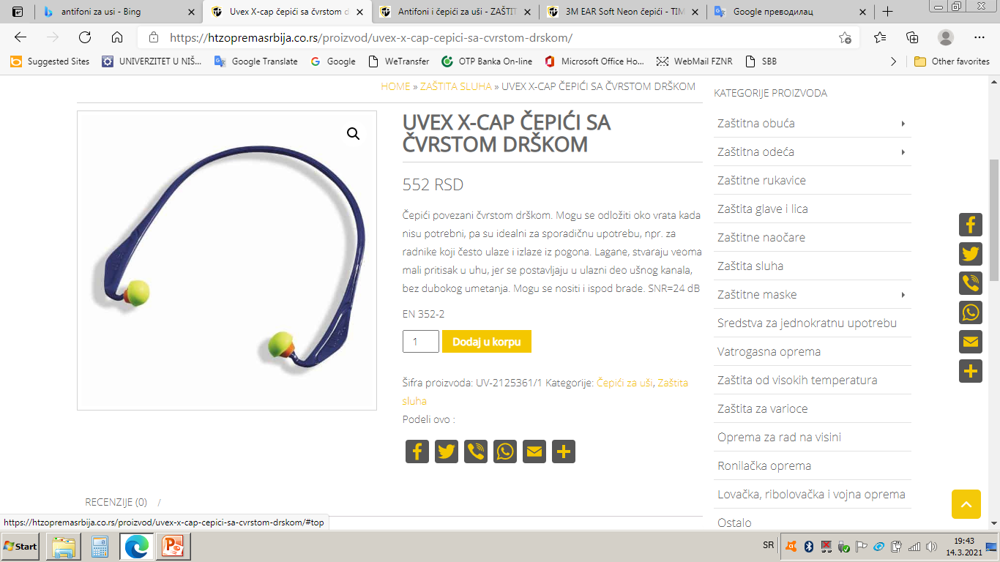 antifoni za usi - Bing
Uvex X-cap čepići sa čvrstom d
Antifoni i čepići za uši - ZAŠTIT
3M EAR Soft Neon čepići - TIM
Google преводилац
https://htzopremasrbija.co.rs/proizvod/uvex-x-cap-cepici-sa-cvrstom-drskom/
Suggested Sites
UNIVERZITET U NIŠ...
Google Translate
Google
WeTransfer
OTP Banka On-line
Microsoft Office Ho...
WebMail FZNR
SBB
Other favorites
HOME » ZAŠTITA SLUHA » UVEX X-CAP ČEPIĆI SA ČVRSTOM DRŠKOM
UVEX X-CAP ČEPIĆI SA
ČVRSTOM DRŠKOM
552 RSD
Čepići povezani čvrstom drškom. Mogu se odložiti oko vrata kada
nisu potrebni, pa su idealni za sporadičnu upotrebu, npr. za
radnike koji često ulaze i izlaze iz pogona. Lagane, stvaraju veoma
mali pritisak u uhu, jer se postavljaju u ulazni deo ušnog kanala,
bez dubokog umetanja. Mogu se nositi i ispod brade. SNR=24 dB
EN 352-2
1
Dodaj u korpu
Šifra proizvoda: UV-2125361/1 Kategorije: Čepići za uši, Zaštita
sluha
Podeli ovo :
RECENZIJE (0) /
KATEGORIJE PROIZVODA
Zaštitna obuća
Zaštitna odeća
Zaštitne rukavice
Zaštita glave i lica
Zaštitne naočare
Zaštita sluha
Zaštitne maske
Sredstva za jednokratnu upotrebu
Vatrogasna oprema
Zaštita od visokih temperatura
Zaštita za varioce
Oprema za rad na visini
Ronilačka oprema
Lovačka, ribolovačka i vojna oprema
Ostalo
https://htzopremasrbija.co.rs/proizvod/uvex-x-cap-cepici-sa-cvrstom-drskom/#top
Start
SR
19:43
14.3.2021